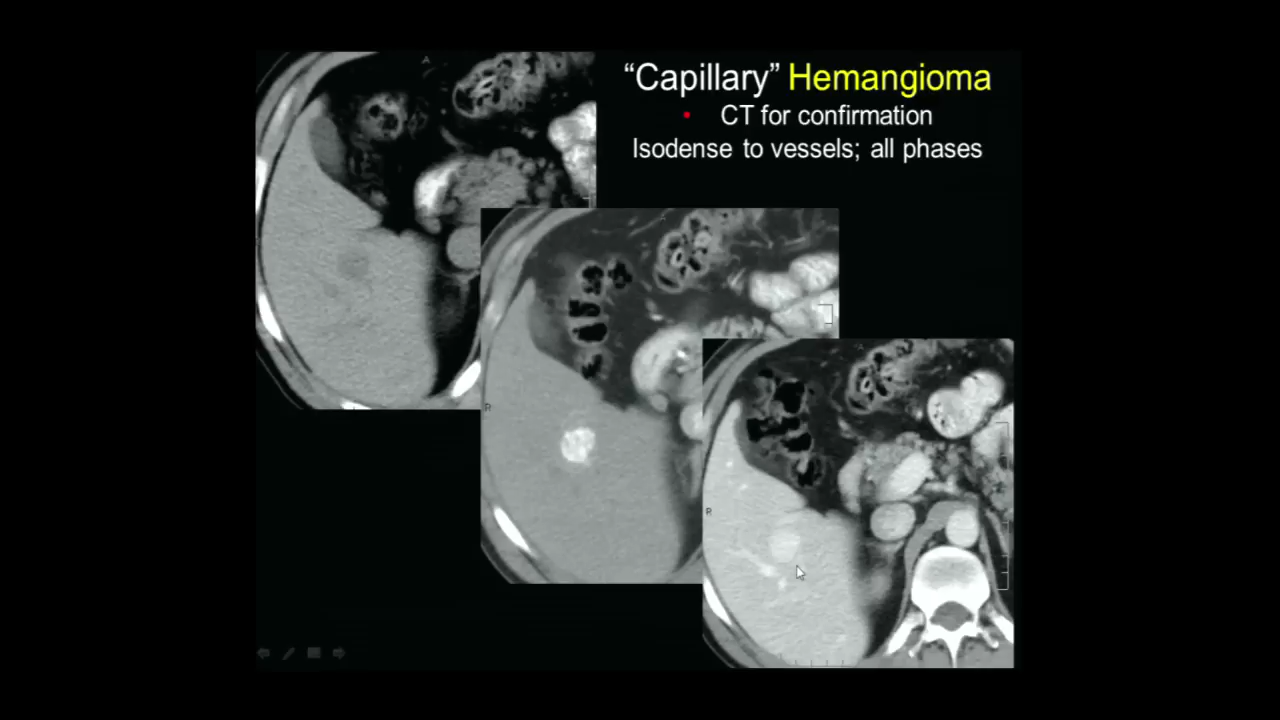 “Capillary” Hemangioma
• CT for confirmation
Isodense to vessels; all phases
A
R
R